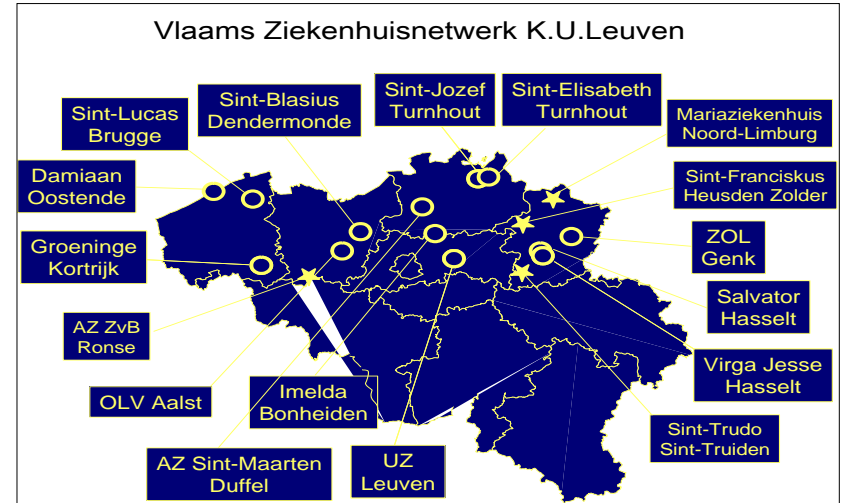 Vlaams Ziekenhuisnetwerk K.U.Leuven
Sint-Jozef
Turnhout
Sint-Elisabeth
Turnhout
Sint-Blasius
Dendermonde
Sint-Lucas
Brugge
Mariaziekenhuis
Noord-Limburg
Damiaan
Oostende
Sint-Franciskus
Heusden Zolder
Groeninge
Kortrijk
ZOL
Genk
Salvator
Hasselt
AZ ZvB
Ronse
Virga Jesse
Hasselt
OLV Aalst
Imelda
Bonheiden
Sint-Trudo
Sint-Truiden
AZ Sint-Maarten
Duffel
UZ
Leuven